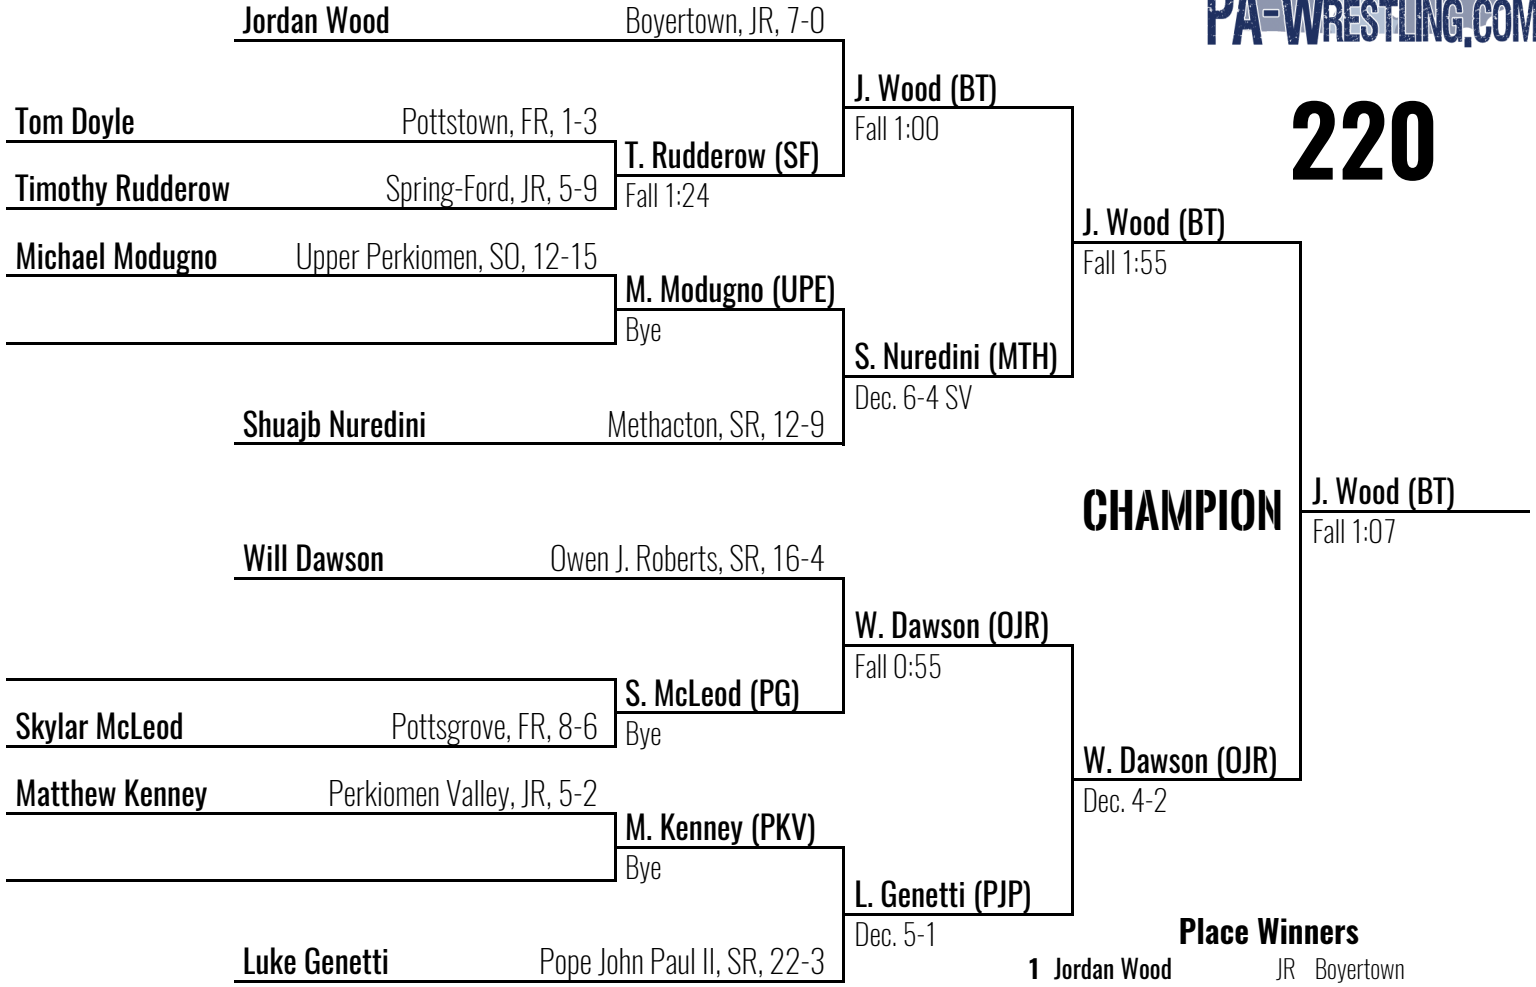 Jordan Wood Boyertown, JR, 7-0
PA-WRESTLING.COM
J. Wood (BT)
220
Tom Doyle Pottstown, FR, 1-3
Fall 1:00
T. Rudderow (SF)
Timothy Rudderow Spring-Ford, JR, 5-9
Fall 1:24
J. Wood (BT)
Michael Modugno Upper Perkiomen, SO, 12-15
Fall 1:55
M. Modugno (UPE)
Bye
S. Nuredini (MTH)
Dec. 6-4 SV
Shuajb Nuredini Methacton, SR, 12-9
J. Wood (BT)
CHAMPION
Fall 1:07
Will Dawson Owen J. Roberts, SR, 16-4
W. Dawson (OJR)
Fall 0:55
S. McLeod (PG)
Skylar McLeod Pottsgrove, FR, 8-6
Bye
W. Dawson (OJR)
Matthew Kenney Perkiomen Valley, JR, 5-2
Dec. 4-2
M. Kenney (PKV)
Bye
L. Genetti (PJP)
Dec. 5-1
Place Winners
Luke Genetti Pope John Paul II, SR, 22-3
1 Jordan Wood JR Boyertown